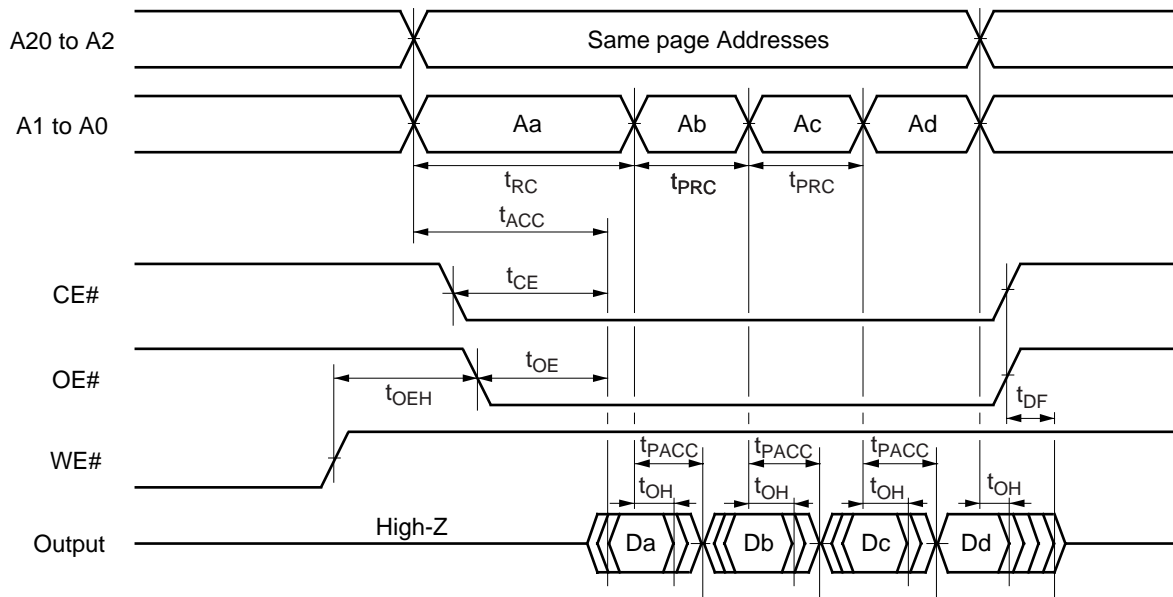 A20 to A2
Same page Addresses
A1 to A0
Aa
Ab
Ac
Ad
tRC
tPRC
tPRC
tACC
CE#
tCE
OE#
tOEH
tOE
tDF
WE#
tPACC
tPACC
tPACC
tOH
tOH
tOH
tOH
Output
High-Z
Da
Db
Dc
Dd